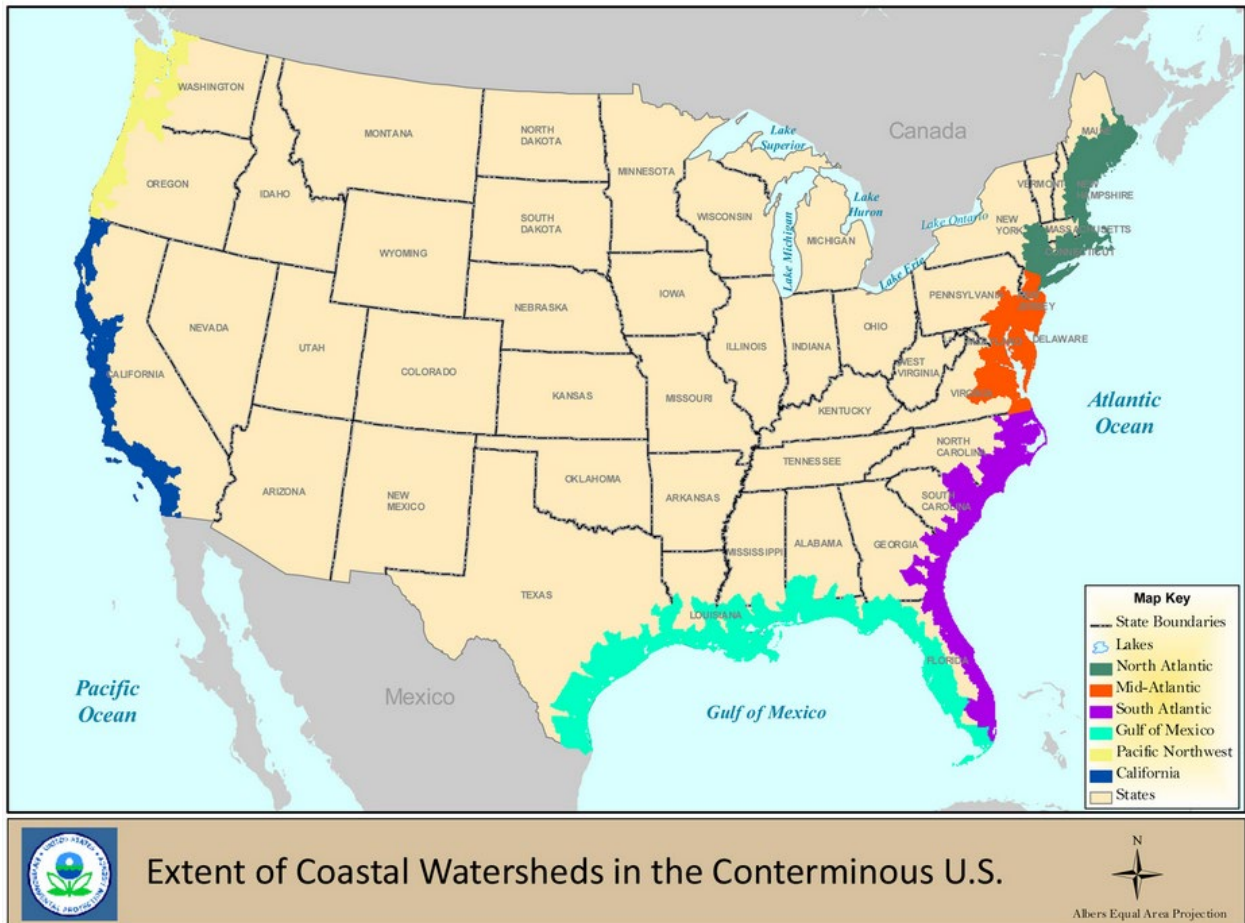 WASHINGTON
MONTANA
NORTH
DAKOTA
MINNESOTA
Lake
Superior
Canada
MAINE
OREGON
IDAHO
SOUTH
DAKOTA
WISCONSIN
Lake Michigan
MICHIGAN
Lake
Huron
Lake Ontario
VERMONT
NEW
HAMPSHIRE
NEW
YORK
MASSACHUSETTS
CONNECTICUT
WYOMING
Lake Erie
NEBRASKA
IOWA
PENNSYLVANIA
JERSEY
NEVADA
UTAH
COLORADO
ILLINOIS
INDIANA
OHIO
DELAWARE
WEST
VIRGINIA
CALIFORNIA
KANSAS
MISSOURI
KENTUCKY
VIRGINIA
Atlantic
Ocean
ARIZONA
NEW
MEXICO
OKLAHOMA
ARKANSAS
TENNESSEE
NORTH
CAROLINA
SOUTH
CAROLINA
MISSISSIPPI
ALABAMA
GEORGIA
TEXAS
LOUISIANA
FLORIDA
Pacific
Ocean
Mexico
Gulf of Mexico
Map Key
State Boundaries
Lakes
North Atlantic
Mid-Atlantic
South Atlantic
Gulf of Mexico
Pacific Northwest
California
States
Extent of Coastal Watersheds in the Conterminous U.S.
N
Albers Equal Area Projection